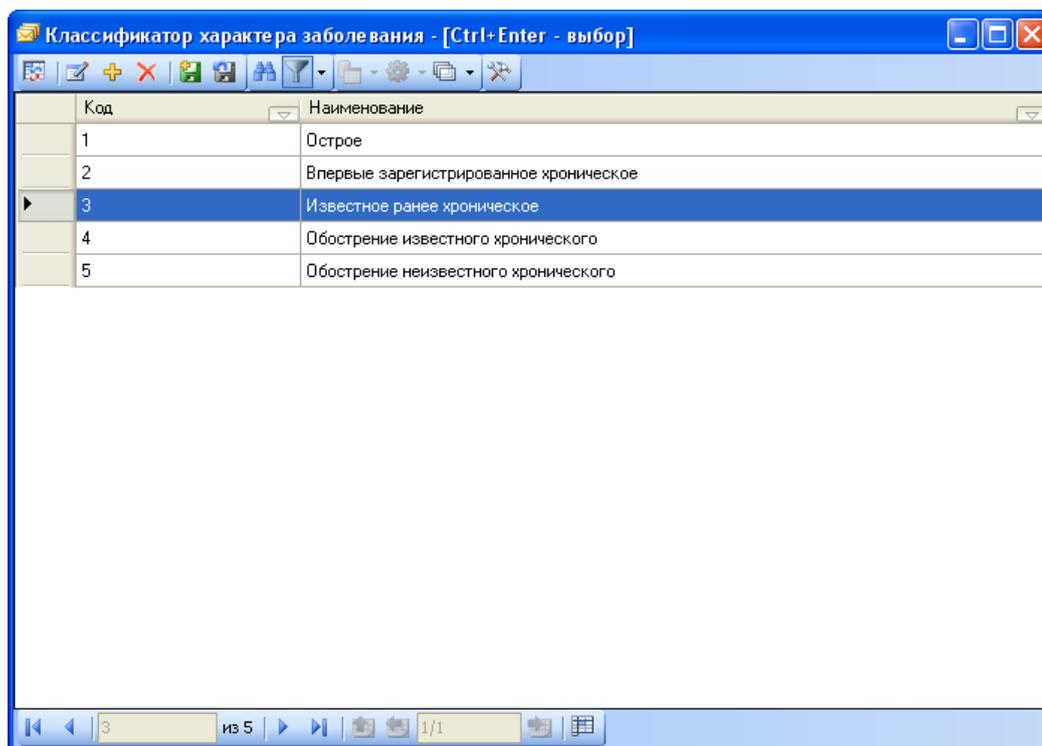 Классификатор характера заболевания - [Ctrl+Enter - выбор]
Код Наименование
1 Острое
2 Впервые зарегистрированное хроническое
3 Известное ранее хроническое
4 Обострение известного хронического
5 Обострение неизвестного хронического
3 из 5 1/1